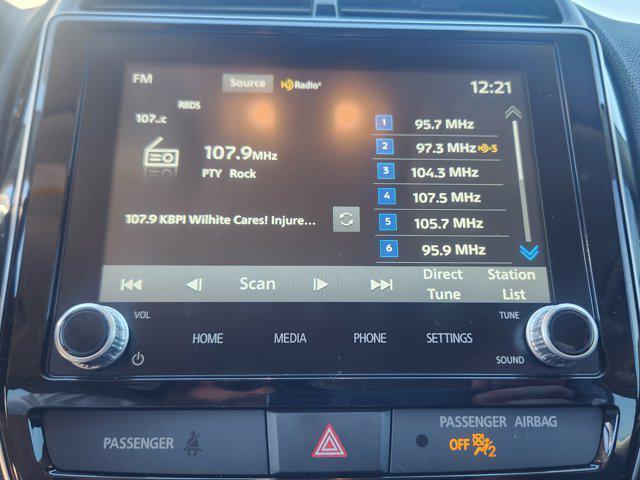 FM Source HD Radio 12:21
RBDS
107..c
107.9MHz
PTY Rock
107.9 KBPI Wilhite Cares! Injure...
1 95.7 MHz
2 97.3 MHz HD 3
3 104.3 MHz
4 107.5 MHz
5 105.7 MHz
6 95.9 MHz
Scan
Direct
Tune
Station
List
VOL
HOME MEDIA PHONE SETTINGS
TUNE
SOUND
PASSENGER
PASSENGER AIRBAG
OFF 2